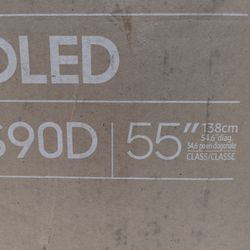 OLED
S90D
55" 138cm
54.6" diag.
54,6 po en diagonale
CLASS/CLASSE